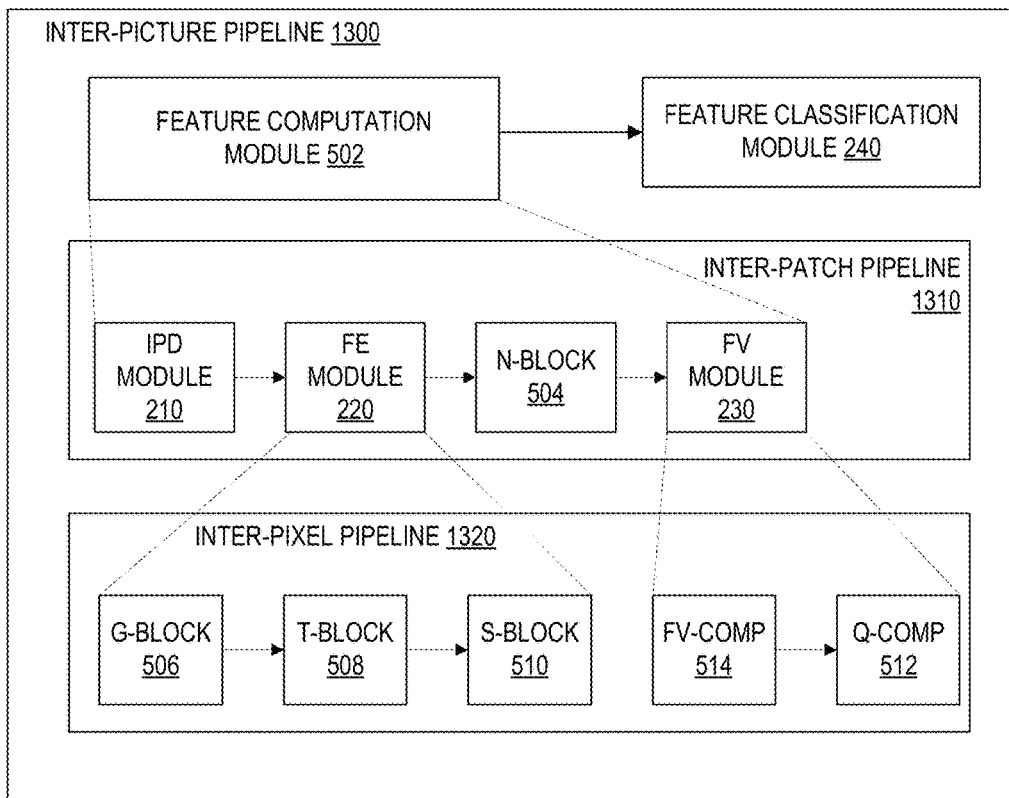 INTER-PICTURE PIPELINE 1300
FEATURE COMPUTATION
MODULE 502
FEATURE CLASSIFICATION
MODULE 240
INTER-PATCH PIPELINE
1310
IPD
MODULE
210
FE
MODULE
220
N-BLOCK
504
FV
MODULE
230
INTER-PIXEL PIPELINE 1320
G-BLOCK
506
T-BLOCK
508
S-BLOCK
510
FV-COMP
514
Q-COMP
512